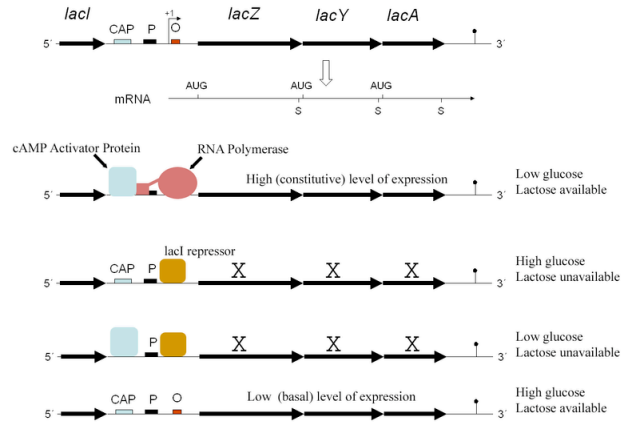 lacI lacZ lacY lacA
CAP P +1 O
5´ 3´
AUG AUG AUG
mRNA
S S S
cAMP Activator Protein RNA Polymerase
High (constitutive) level of expression
Low glucose
Lactose available
5´ 3´
lacI repressor
CAP P X X X
High glucose
Lactose unavailable
5´ 3´
P X X X
Low glucose
Lactose unavailable
5´ 3´
CAP P O
Low (basal) level of expression
High glucose
Lactose available
5´ 3´